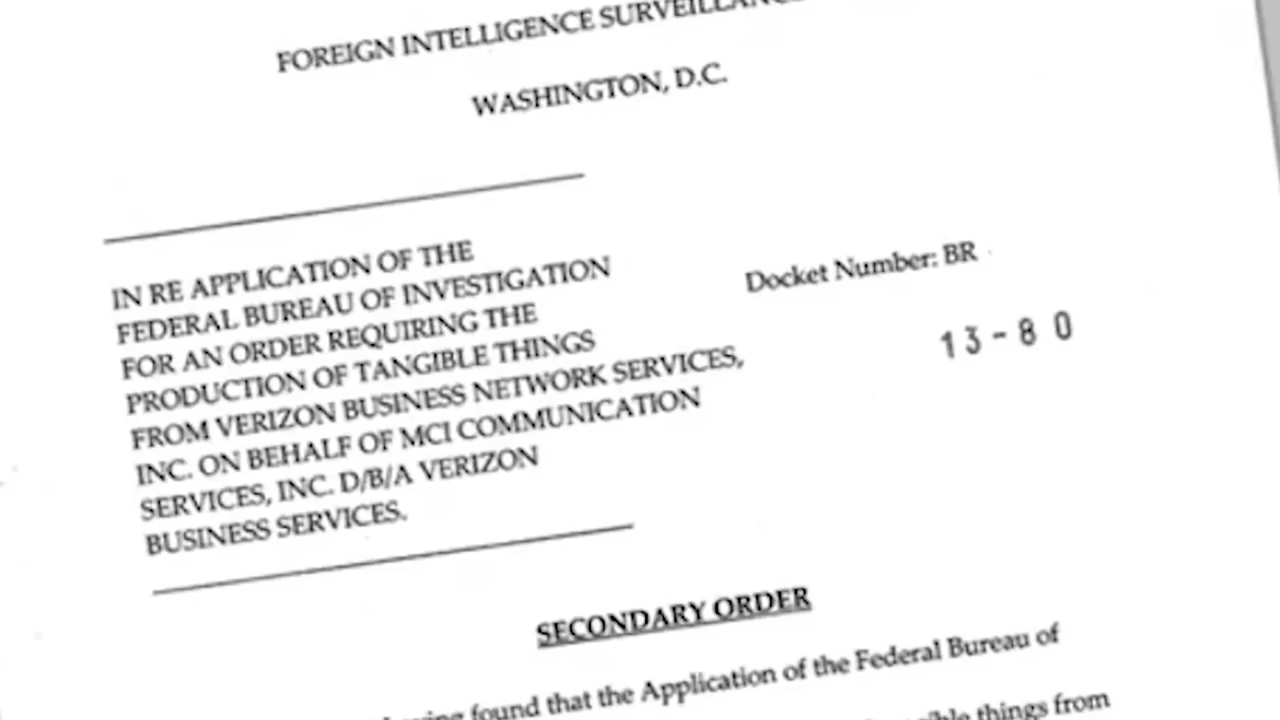 FOREIGN INTELLIGENCE SURVEILLANCE
WASHINGTON, D.C.
IN RE APPLICATION OF THE
FEDERAL BUREAU OF INVESTIGATION
FOR AN ORDER REQUIRING THE
PRODUCTION OF TANGIBLE THINGS
FROM VERIZON BUSINESS NETWORK SERVICES,
INC. ON BEHALF OF MCI COMMUNICATION
SERVICES, INC. D/B/A VERIZON
BUSINESS SERVICES.
Docket Number: BR
13-80
SECONDARY ORDER
found that the Application of the Federal Bureau of
things from